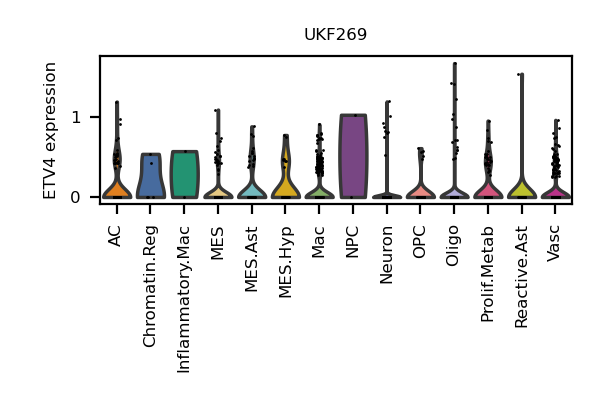 UKF269
ETV4 expression
1
0
AC
Chromatin.Reg
Inflammatory.Mac
MES
MES.Ast
MES.Hyp
Mac
NPC
Neuron
OPC
Oligo
Prolif.Metab
Reactive.Ast
Vasc